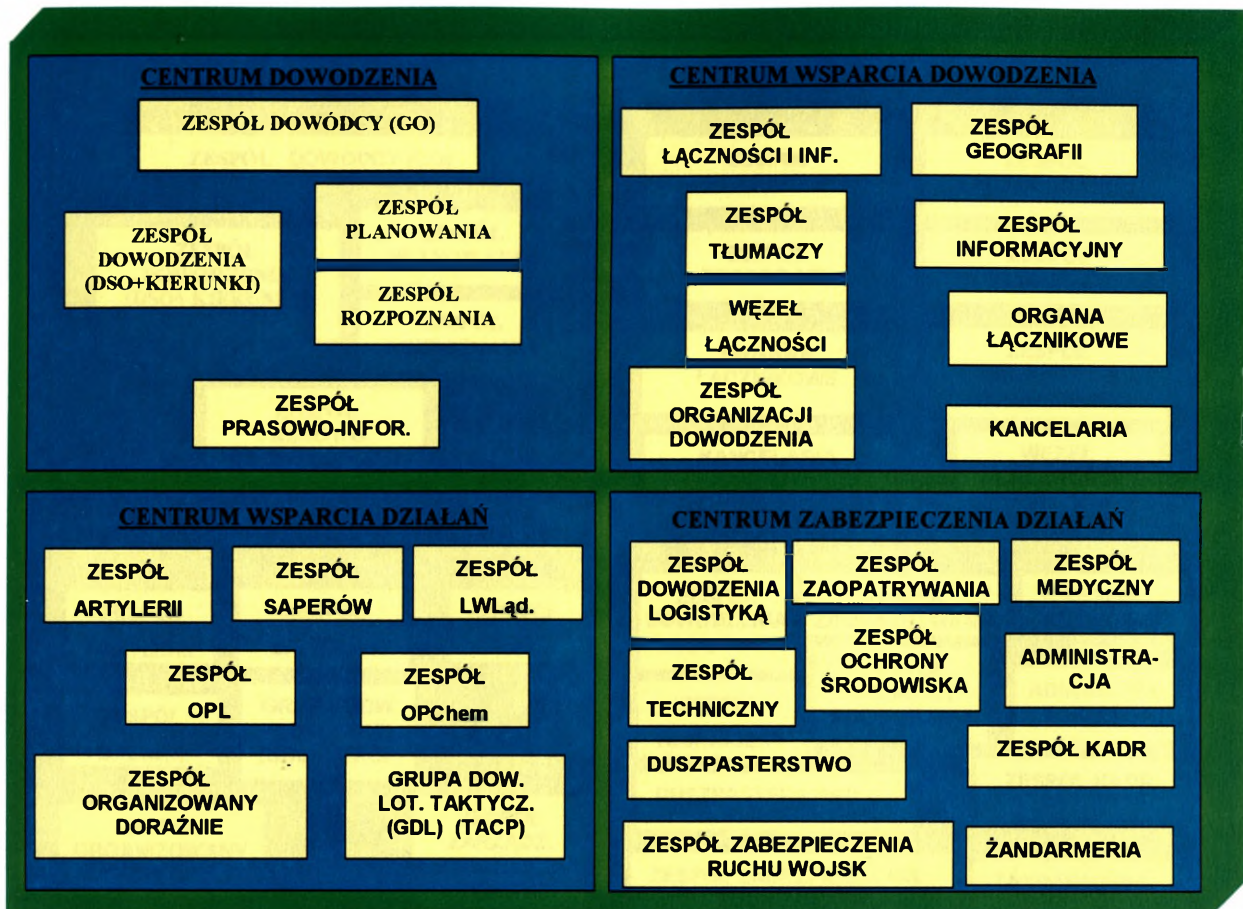 CENTRUM DOWODZENIA
ZESPÓŁ DOWÓDCY (GO)
ZESPÓŁ
DOWODZENIA
(DSO+KIERUNKI)
ZESPÓŁ
PLANOWANIA
ZESPÓŁ
ROZPOZNANIA
ZESPÓŁ
PRASOWO-INFOR.
CENTRUM WSPARCIA DOWODZENIA
ZESPÓŁ
ŁĄCZNOŚCI I INF.
ZESPÓŁ
GEOGRAFII
ZESPÓŁ
TŁUMACZY
ZESPÓŁ
INFORMACYJNY
WĘZEŁ
ŁĄCZNOŚCI
ORGANA
ŁĄCZNIKOWE
ZESPÓŁ
ORGANIZACJI
DOWODZENIA
KANCELARIA
CENTRUM WSPARCIA DZIAŁAŃ
ZESPÓŁ
ARTYLERII
ZESPÓŁ
SAPERÓW
ZESPÓŁ
LWLąd.
ZESPÓŁ
OPL
ZESPÓŁ
OPChem
ZESPÓŁ
ORGANIZOWANY
DORAŹNIE
GRUPA DOW.
LOT. TAKTYCZ.
(GDL) (TACP)
CENTRUM ZABEZPIECZENIA DZIAŁAŃ
ZESPÓŁ
DOWODZENIA
LOGISTYKĄ
ZESPÓŁ
ZAOPATRYWANIA
ZESPÓŁ
MEDYCZNY
ZESPÓŁ
TECHNICZNY
ZESPÓŁ
OCHRONY
ŚRODOWISKA
ADMINISTRA-
CJA
DUSZPASTERSTWO
ZESPÓŁ KADR
ZESPÓŁ ZABEZPIECZENIA
RUCHU WOJSK
ŻANDARMERIA